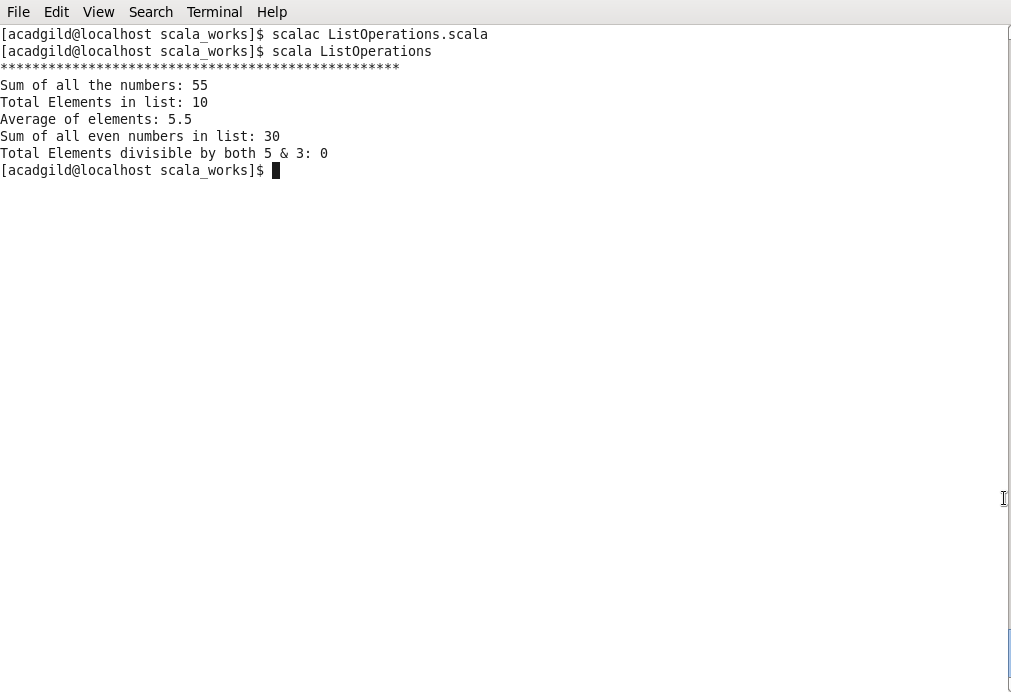 File Edit View Search Terminal Help
[acadgild@localhost scala_works]$ scalac ListOperations.scala
[acadgild@localhost scala_works]$ scala ListOperations
**************************************************
Sum of all the numbers: 55
Total Elements in list: 10
Average of elements: 5.5
Sum of all even numbers in list: 30
Total Elements divisible by both 5 & 3: 0
[acadgild@localhost scala_works]$